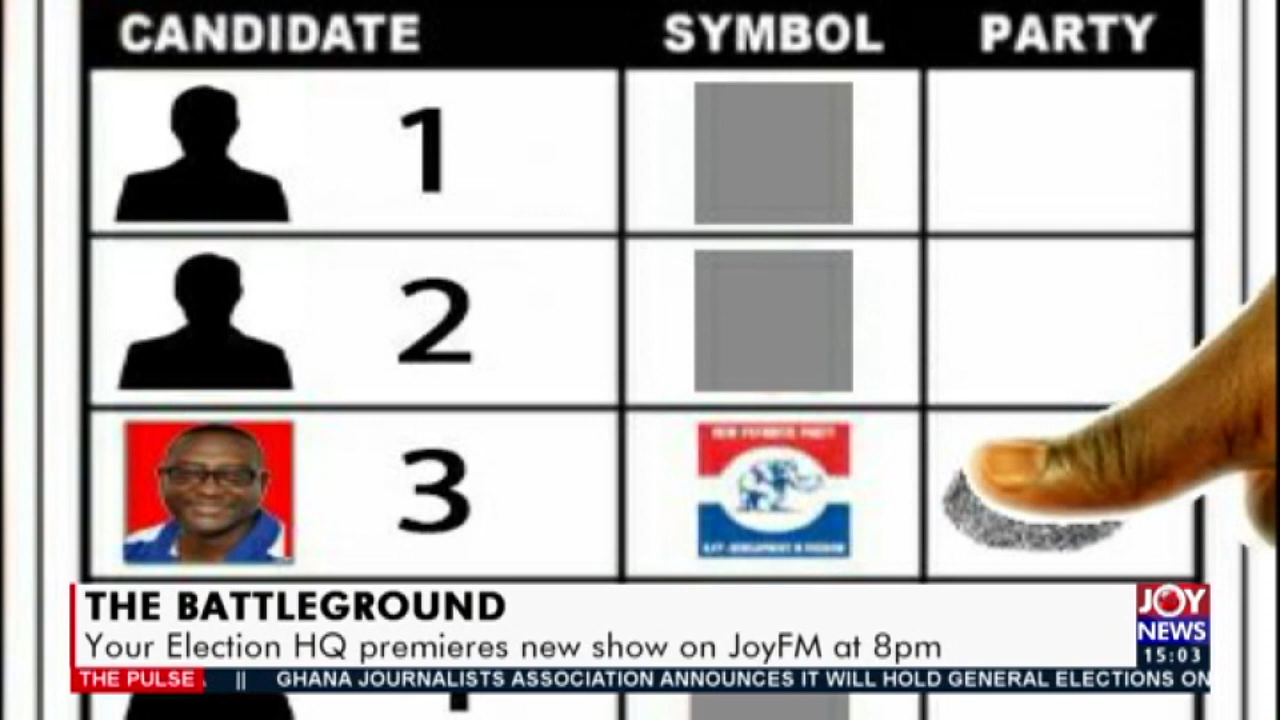 CANDIDATE SYMBOL PARTY
1
2
3
NEW PATRIOTIC PARTY
THE BATTLEGROUND
Your Election HQ premieres new show on JoyFM at 8pm
JOY
NEWS
15:03
THE PULSE || GHANA JOURNALISTS ASSOCIATION ANNOUNCES IT WILL HOLD GENERAL ELECTIONS ON